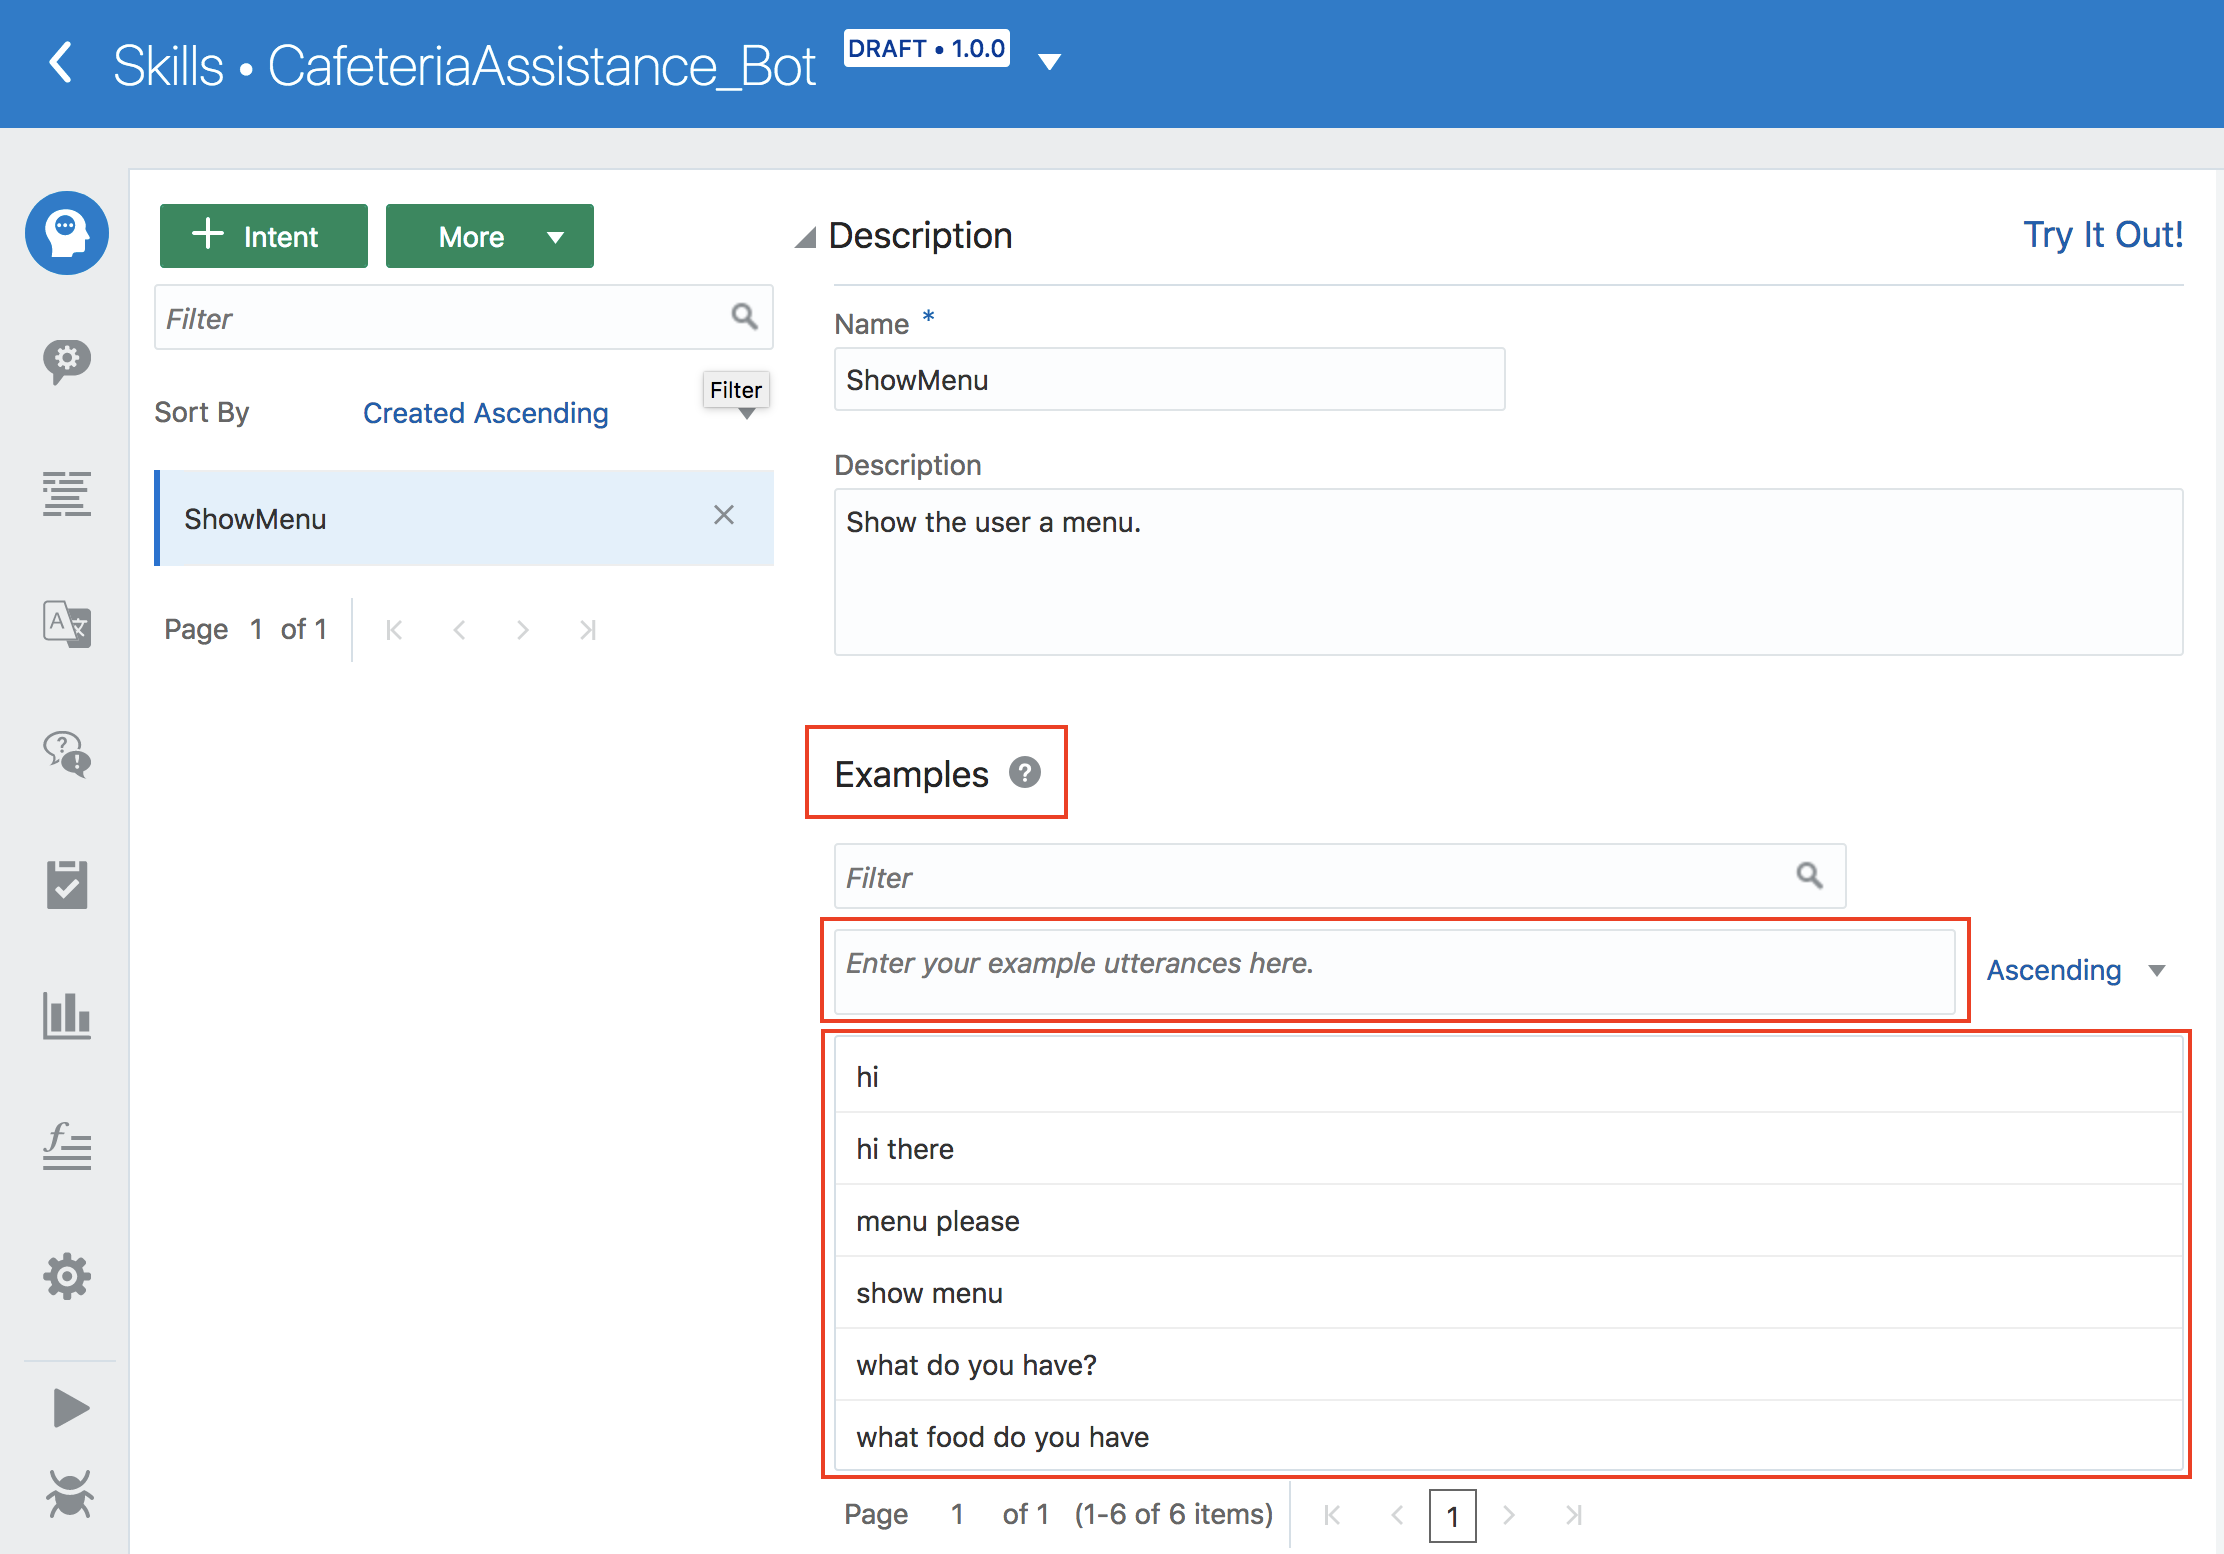 Skills • CafeteriaAssistance_Bot DRAFT • 1.0.0
Intent
More
Filter
Filter
Sort By Created Ascending
ShowMenu
Page 1 of 1
Description
Try It Out!
Name *
ShowMenu
Description
Show the user a menu.
Examples ?
Filter
Enter your example utterances here.
Ascending
hi
hi there
menu please
show menu
what do you have?
what food do you have
Page 1 of 1 (1-6 of 6 items) 1